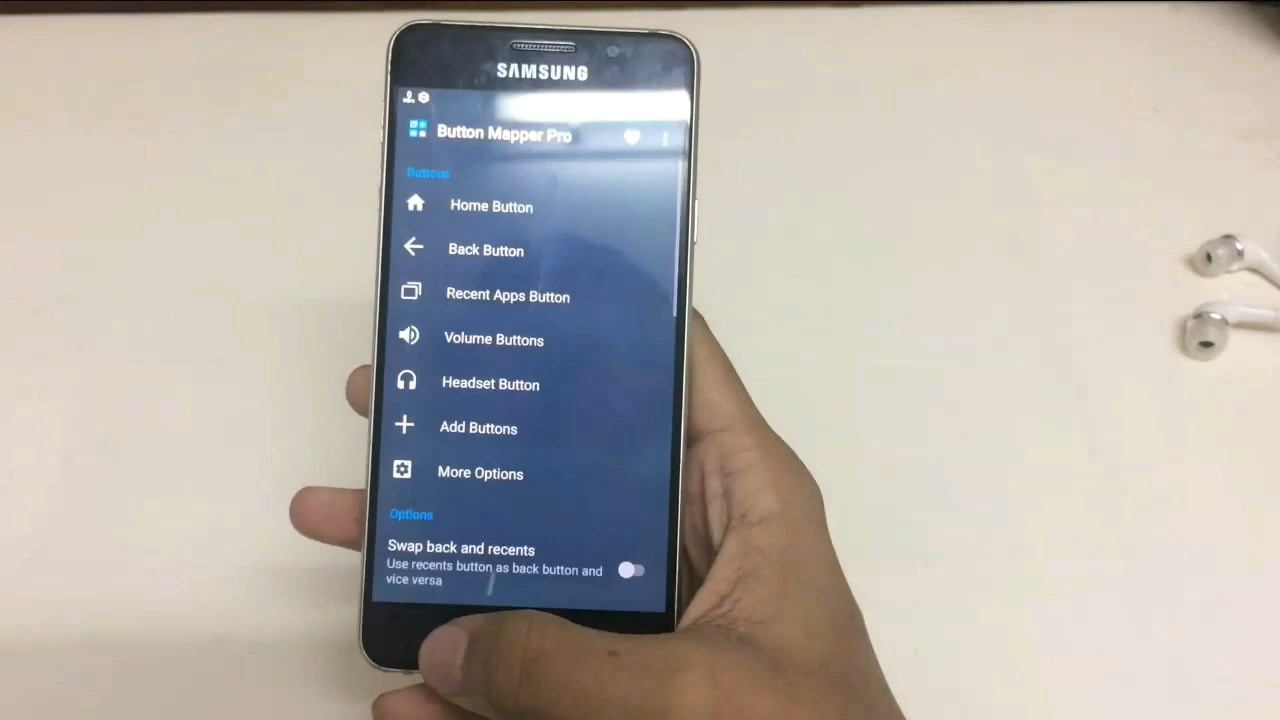 SAMSUNG
Button Mapper Pro
Buttons
Home Button
Back Button
Recent Apps Button
Volume Buttons
Headset Button
Add Buttons
More Options
Options
Swap back and recents
Use recents button as back button and
vice versa